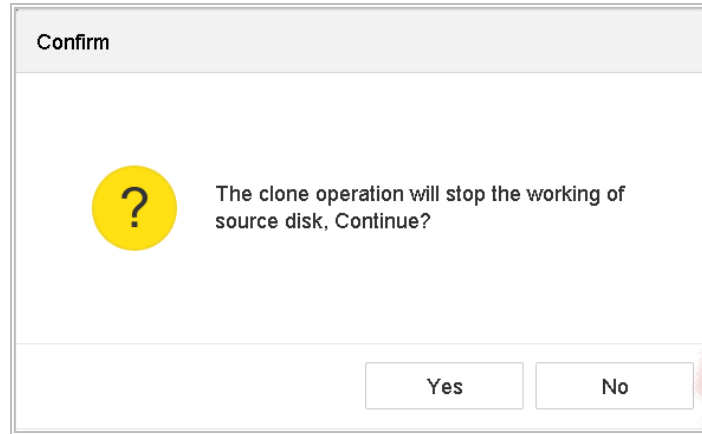 Confirm
?
The clone operation will stop the working of
source disk, Continue?
Yes No